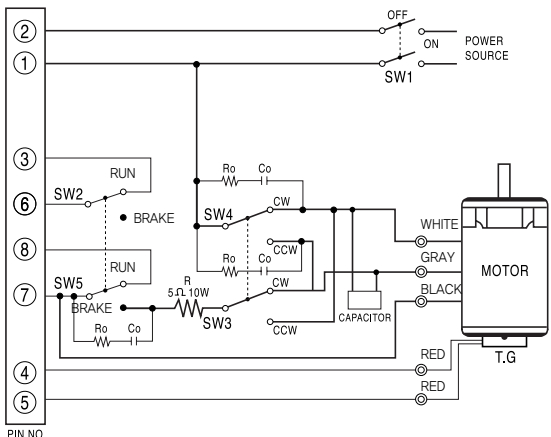 OFF
2
ON
POWER
SOURCE
1
SW1
3
RUN
Ro
Co
SW2
CW
6
SW4
BRAKE
WHITE
CCW
8
GRAY
RUN
Ro
Co
MOTOR
SW5
R
CW
7
5Ω 10W
BLACK
BRAKE
CAPACITOR
SW3
Ro
Co
CCW
RED
T.G
4
RED
5
PIN NO